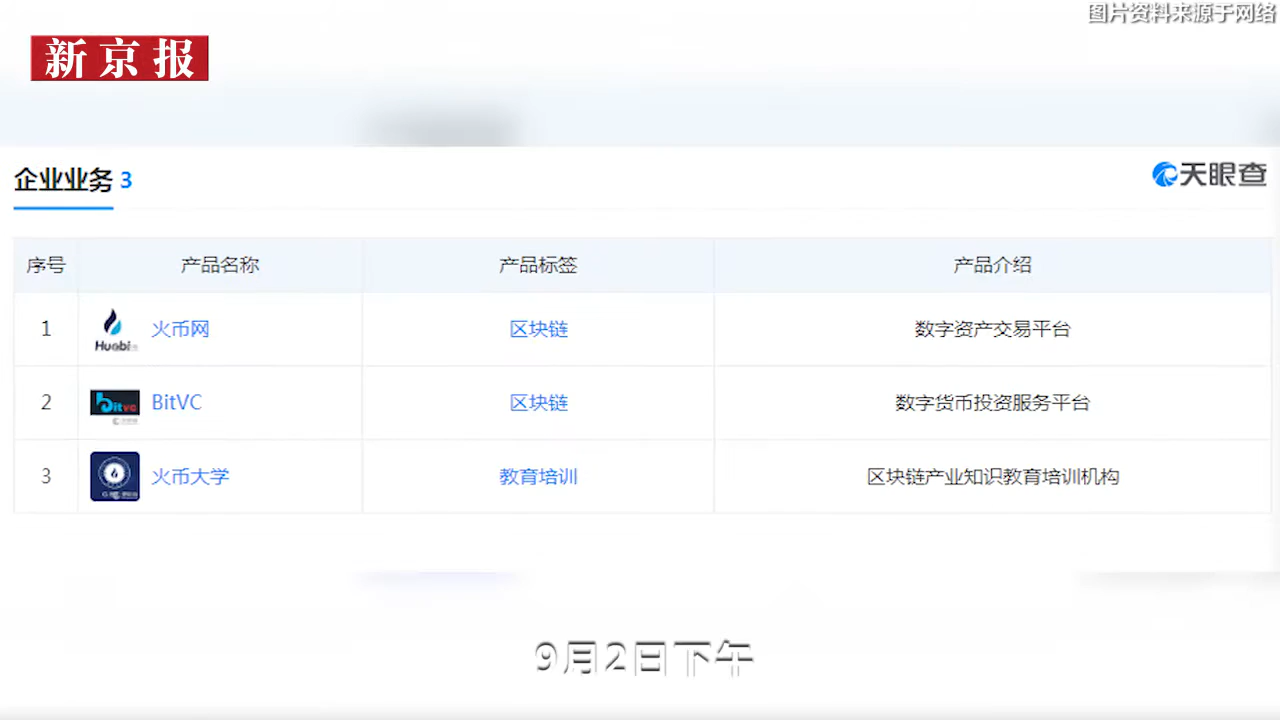 图片资料来源于网络
新京报
企业业务 3
天眼查
序号 产品名称 产品标签 产品介绍
1 Huobi 火币网 区块链 数字资产交易平台
2 Bitvc BitVC 区块链 数字货币投资服务平台
3 火币大学 教育培训 区块链产业知识教育培训机构
9月2日下午